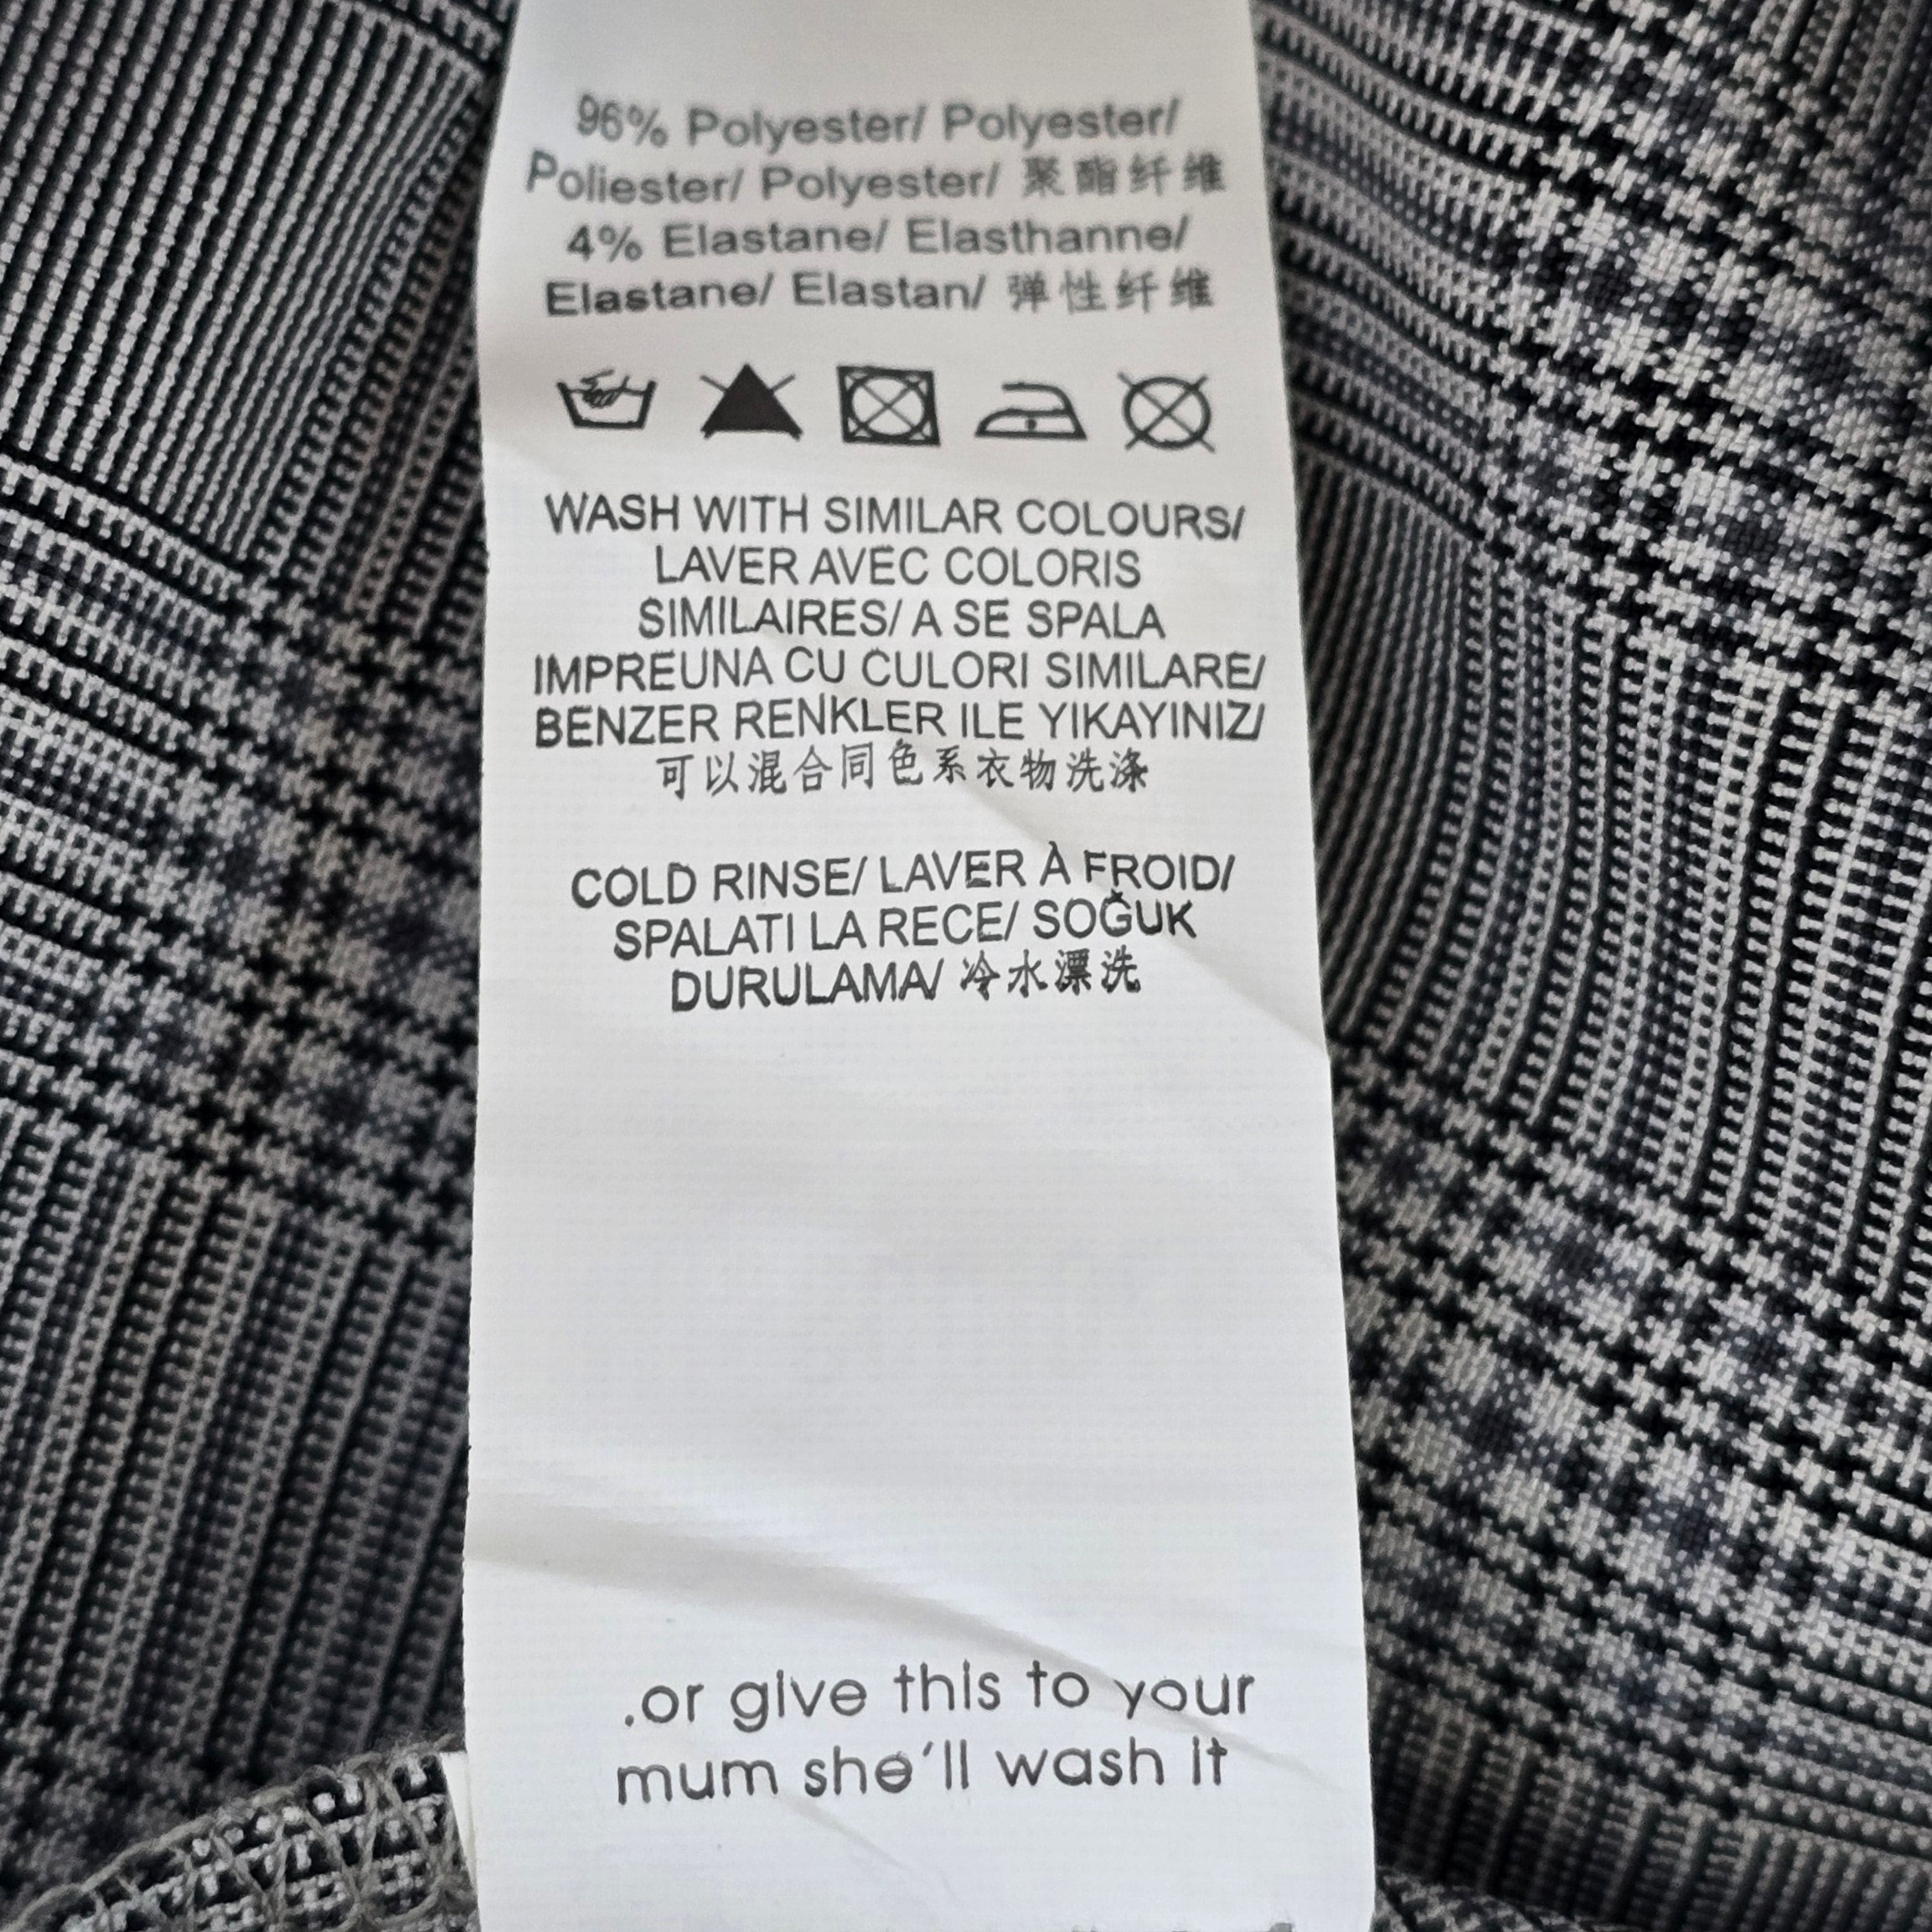 96% Polyester/ Polyester/
Poliester/ Polyester/ 聚酯纤维
4% Elastane/ Elasthanne/
Elastane/ Elastan/ 弹性纤维
WASH WITH SIMILAR COLOURS/
LAVER AVEC COLORIS
SIMILAIRES/ A SE SPALA
IMPREUNA CU CULORI SIMILARE/
BENZER RENKLER ILE YIKAYINIZ/
可以混合同色系衣物洗涤
COLD RINSE/ LAVER À FROID/
SPALATI LA RECE/ SOĞUK
DURULAMA/ 冷水漂洗
.or give this to your
mum she'll wash it